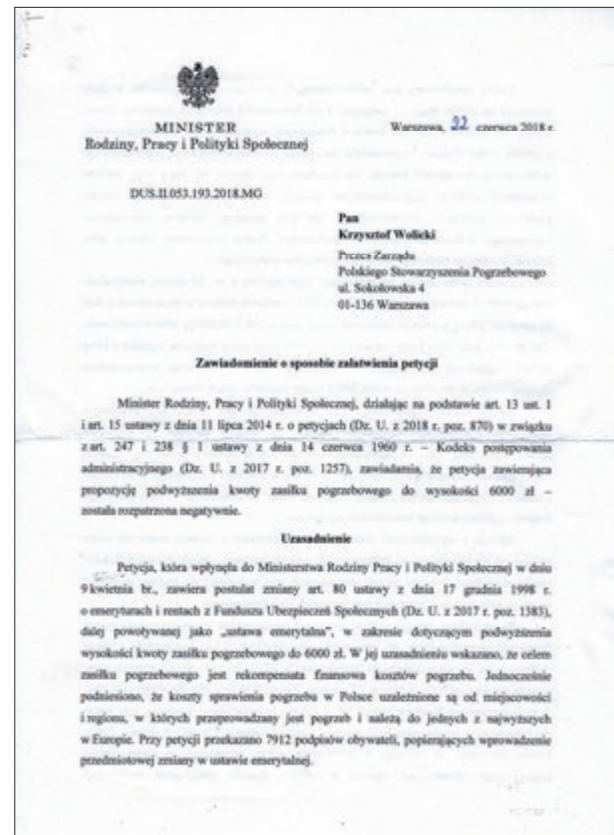 MINISTER
Rodziny, Pracy i Polityki Społecznej
Warszawa, 22 czerwca 2018 r.
DUS.II.053.193.2018.MG
Pan
Krzysztof Wolicki
Prezes Zarządu
Polskiego Stowarzyszenia Pogrzebowego
ul. Sokołowska 4
01-136 Warszawa
Zawiadomienie o sposobie załatwienia petycji
Minister Rodziny, Pracy i Polityki Społecznej, działając na podstawie art. 13 ust. 1
i art. 15 ustawy z dnia 11 lipca 2014 r. o petycjach (Dz. U. z 2018 r. poz. 870) w związku
z art. 247 i 238 § 1 ustawy z dnia 14 czerwca 1960 r. – Kodeks postępowania
administracyjnego (Dz. U. z 2017 r. poz. 1257), zawiadamia, że petycja zawierająca
propozycję podwyższenia kwoty zasiłku pogrzebowego do wysokości 6000 zł –
została rozpatrzona negatywnie.
Uzasadnienie
Petycja, która wpłynęła do Ministerstwa Rodziny Pracy i Polityki Społecznej w dniu
9 kwietnia br., zawiera postulat zmiany art. 80 ustawy z dnia 17 grudnia 1998 r.
o emeryturach i rentach z Funduszu Ubezpieczeń Społecznych (Dz. U. z 2017 r. poz. 1383),
dalej powoływanej jako „ustawa emerytalna”, w zakresie dotyczącym podwyższenia
wysokości kwoty zasiłku pogrzebowego do 6000 zł. W jej uzasadnieniu wskazano, że celem
zasiłku pogrzebowego jest rekompensata finansowa kosztów pogrzebu. Jednocześnie
podniesiono, że koszty sprawienia pogrzebu w Polsce uzależnione są od miejscowości
i regionu, w których przeprowadzany jest pogrzeb i należą do jednych z najwyższych
w Europie. Przy petycji przekazano 7912 podpisów obywateli, popierających wprowadzenie
przedmiotowej zmiany w ustawie emerytalnej.